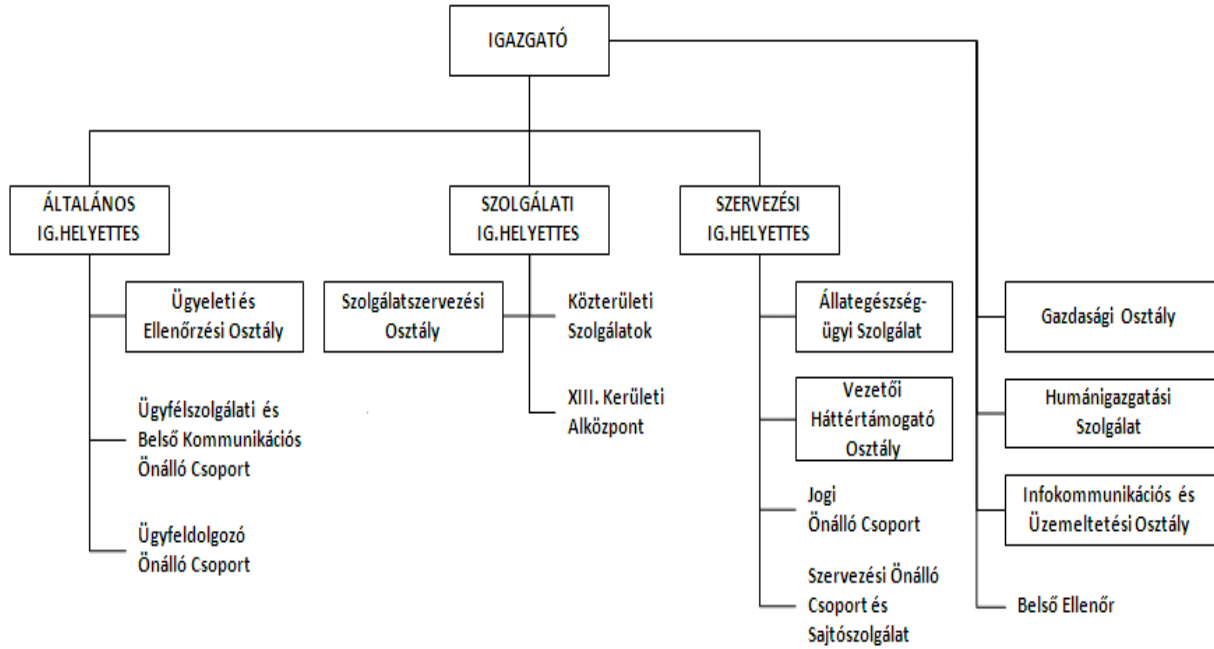 IGAZGATÓ
ÁLTALÁNOS
IG.HELYETTES
SZOLGÁLATI
IG.HELYETTES
SZERVEZÉSI
IG.HELYETTES
Ügyeleti és
Ellenőrzési Osztály
Ügyfélszolgálati és
Belső Kommunikációs
Önálló Csoport
Ügyfeldolgozó
Önálló Csoport
Szolgálatszervezési
Osztály
Közterületi
Szolgálatok
XIII. Kerületi
Alközpont
Állategészség-
ügyi Szolgálat
Vezetői
Háttértámogató
Osztály
Jogi
Önálló Csoport
Szervezési Önálló
Csoport és
Sajtószolgálat
Gazdasági Osztály
Humánigazgatási
Szolgálat
Infokommunikációs és
Üzemeltetési Osztály
Belső Ellenőr